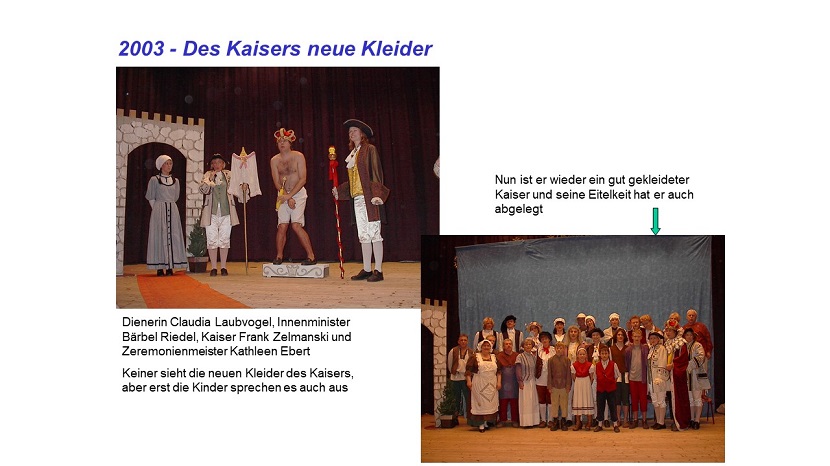 2003 - Des Kaisers neue Kleider
Nun ist er wieder ein gut gekleideter
Kaiser und seine Eitelkeit hat er auch
abgelegt
Dienerin Claudia Laubvogel, Innenminister
Bärbel Riedel, Kaiser Frank Zelmanski und
Zeremonienmeister Kathleen Ebert
Keiner sieht die neuen Kleider des Kaisers,
aber erst die Kinder sprechen es auch aus